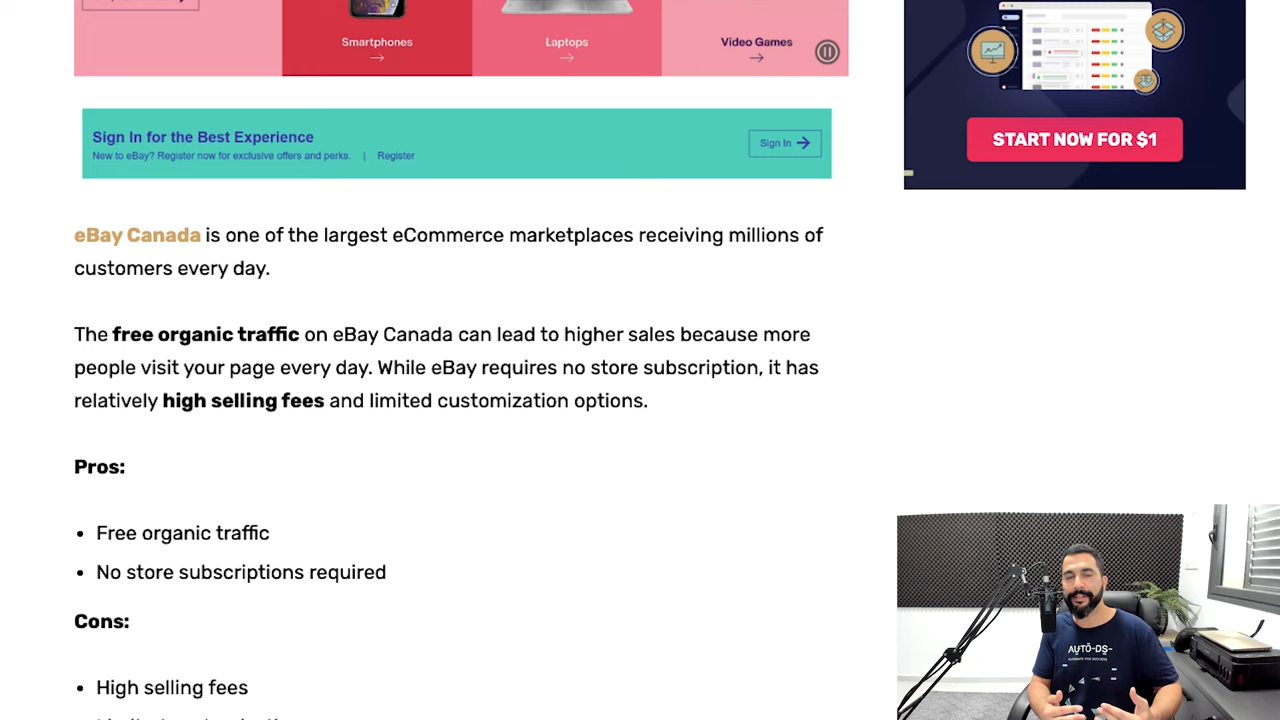 Smartphones
Laptops
Video Games
START NOW FOR $1
Sign In for the Best Experience
New to eBay? Register now for exclusive offers and perks. | Register
Sign In
eBay Canada is one of the largest eCommerce marketplaces receiving millions of
customers every day.
The free organic traffic on eBay Canada can lead to higher sales because more
people visit your page every day. While eBay requires no store subscription, it has
relatively high selling fees and limited customization options.
Pros:
• Free organic traffic
• No store subscriptions required
Cons:
• High selling fees
AUTO-DS-
AUTOMATE YOUR SUCCESS